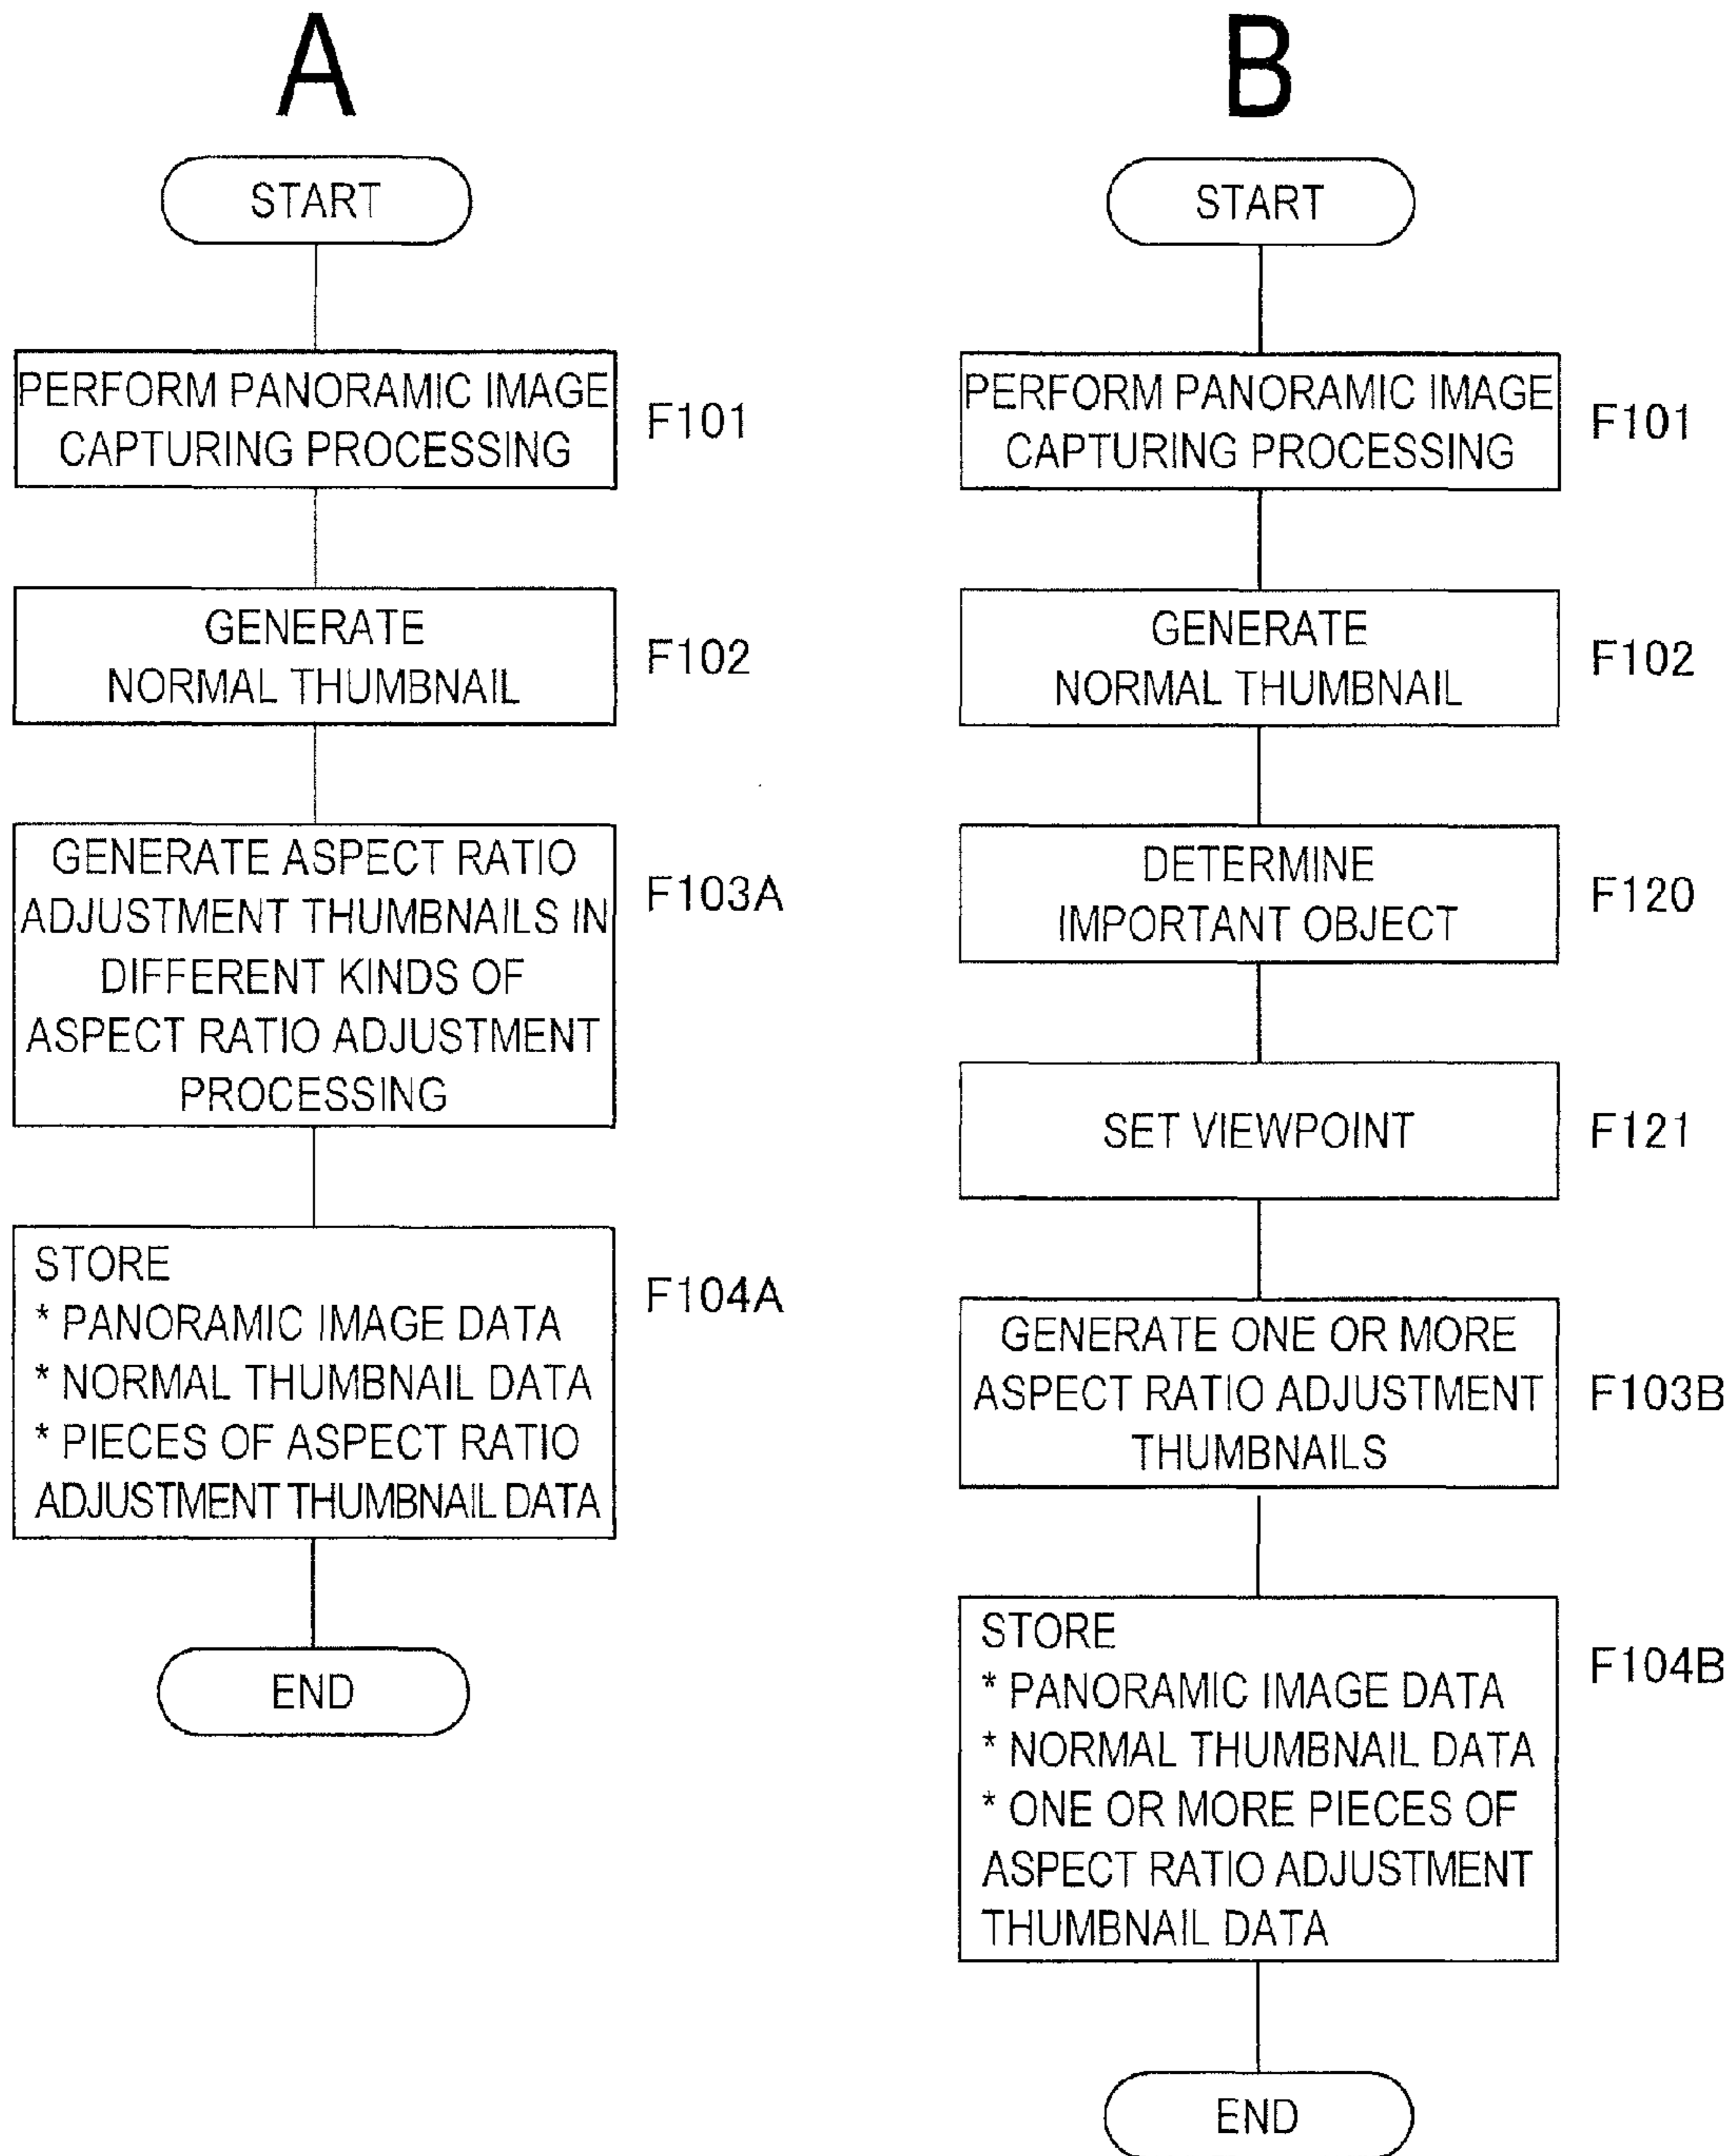 A
START
PERFORM PANORAMIC IMAGE
CAPTURING PROCESSING
F101
GENERATE
NORMAL THUMBNAIL
F102
GENERATE ASPECT RATIO
ADJUSTMENT THUMBNAILS IN
DIFFERENT KINDS OF
ASPECT RATIO ADJUSTMENT
PROCESSING
F103A
STORE
* PANORAMIC IMAGE DATA
* NORMAL THUMBNAIL DATA
* PIECES OF ASPECT RATIO
ADJUSTMENT THUMBNAIL DATA
F104A
END
B
START
PERFORM PANORAMIC IMAGE
CAPTURING PROCESSING
F101
GENERATE
NORMAL THUMBNAIL
F102
DETERMINE
IMPORTANT OBJECT
F120
SET VIEWPOINT
F121
GENERATE ONE OR MORE
ASPECT RATIO ADJUSTMENT
THUMBNAILS
F103B
STORE
* PANORAMIC IMAGE DATA
* NORMAL THUMBNAIL DATA
* ONE OR MORE PIECES OF
ASPECT RATIO ADJUSTMENT
THUMBNAIL DATA
F104B
END